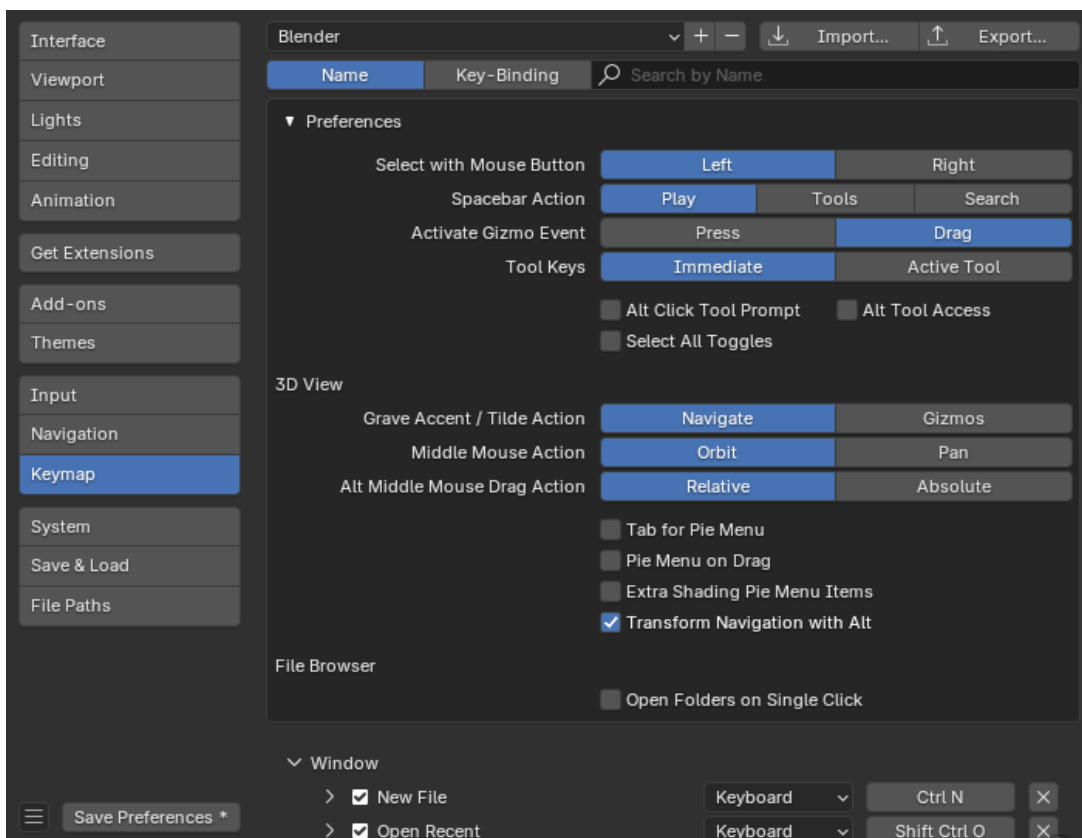 Interface
Viewport
Lights
Editing
Animation
Get Extensions
Add-ons
Themes
Input
Navigation
Keymap
System
Save & Load
File Paths
Save Preferences *
Blender
Import...
Export...
Name
Key-Binding
Search by Name
Preferences
Select with Mouse Button Left Right
Spacebar Action Play Tools Search
Activate Gizmo Event Press Drag
Tool Keys Immediate Active Tool
Alt Click Tool Prompt Alt Tool Access
Select All Toggles
3D View
Grave Accent / Tilde Action Navigate Gizmos
Middle Mouse Action Orbit Pan
Alt Middle Mouse Drag Action Relative Absolute
Tab for Pie Menu
Pie Menu on Drag
Extra Shading Pie Menu Items
Transform Navigation with Alt
File Browser
Open Folders on Single Click
Window
New File Keyboard Ctrl N
Open Recent Keyboard Shift Ctrl O